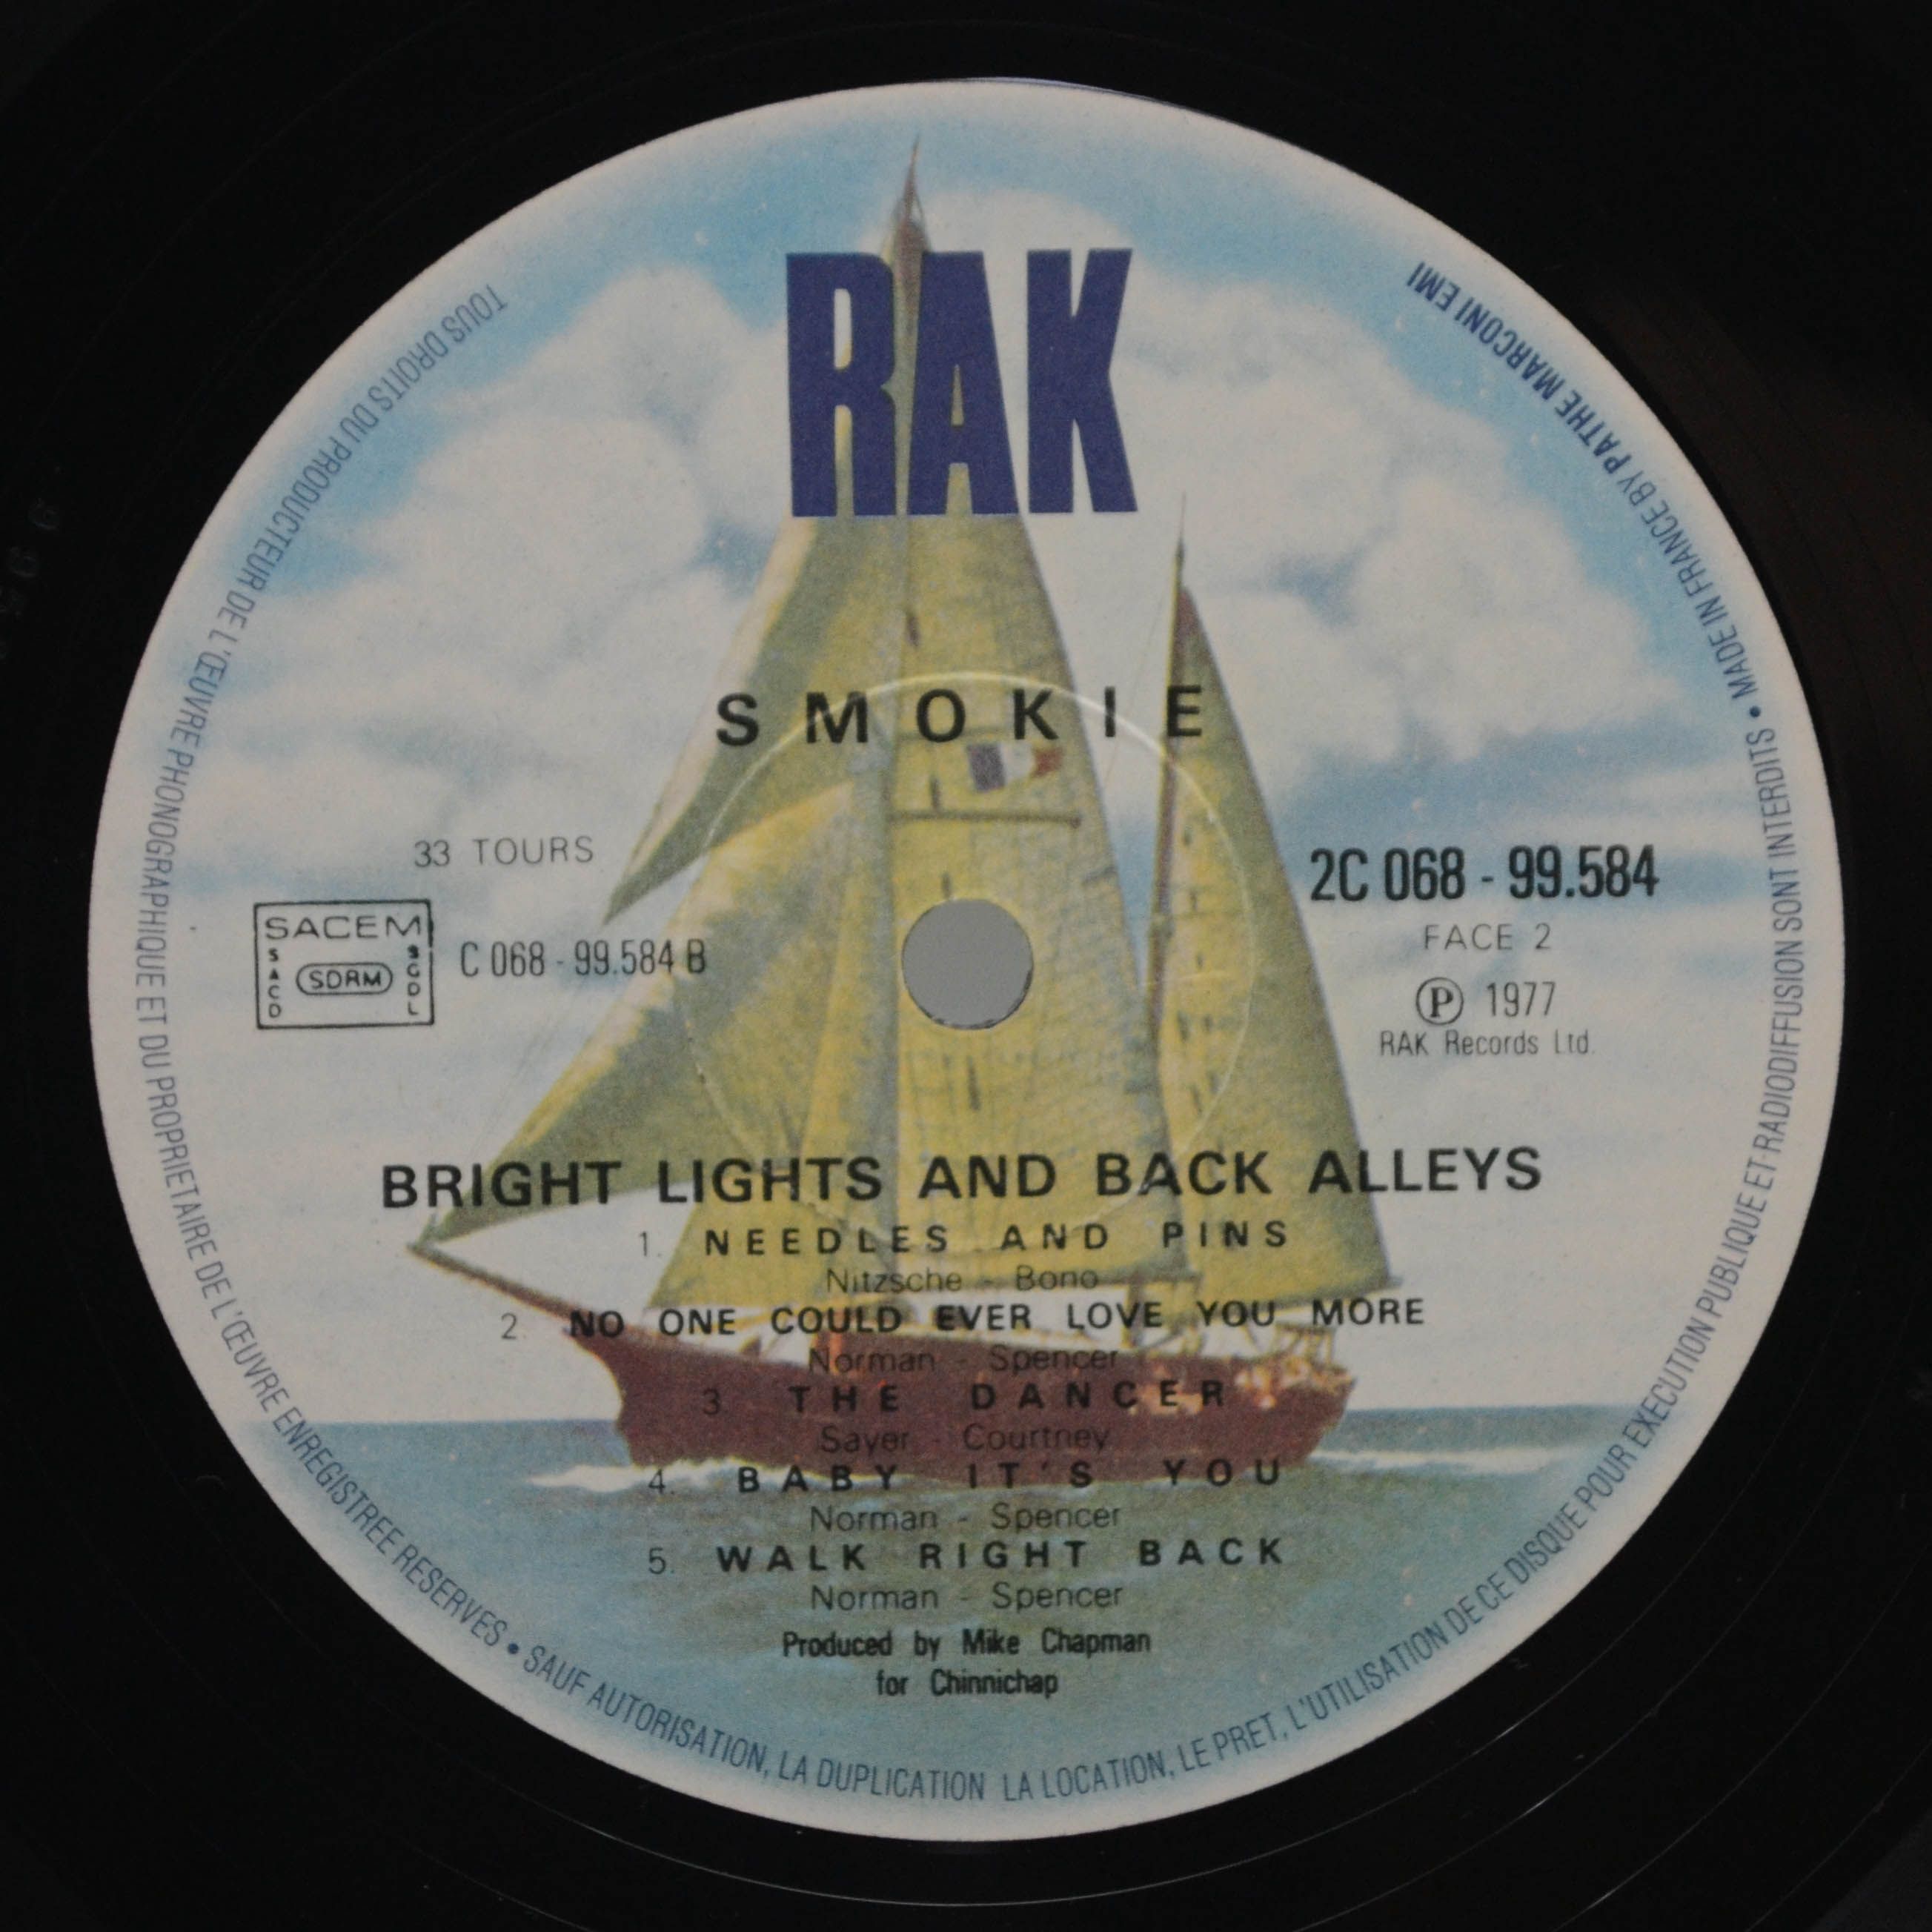 RAK
SMOKIE
33 TOURS
SACEM
SACD
SDRM
SGDL
C 068 - 99.584 B
2C 068 - 99.584
FACE 2
Ⓟ 1977
RAK Records Ltd.
BRIGHT LIGHTS AND BACK ALLEYS
1. NEEDLES AND PINS
Nitzsche - Bono
2. NO ONE COULD EVER LOVE YOU MORE
Norman - Spencer
3 THE DANCER
Sayer - Courtney
4. BABY IT'S YOU
Norman - Spencer
5. WALK RIGHT BACK
Norman - Spencer
Produced by Mike Chapman
for Chinnichap
TOUS DROITS DU PRODUCTEUR DE L'ŒUVRE PHONOGRAPHIQUE ET DU PROPRIETAIRE DE L'ŒUVRE ENREGISTREE RESERVES • SAUF AUTORISATION, LA DUPLICATION LA LOCATION, LE PRET, L'UTILISATION DE CE DISQUE POUR EXECUTION PUBLIQUE ET RADIODIFFUSION SONT INTERDITS • MADE IN FRANCE BY PATHE MARCONI EMI